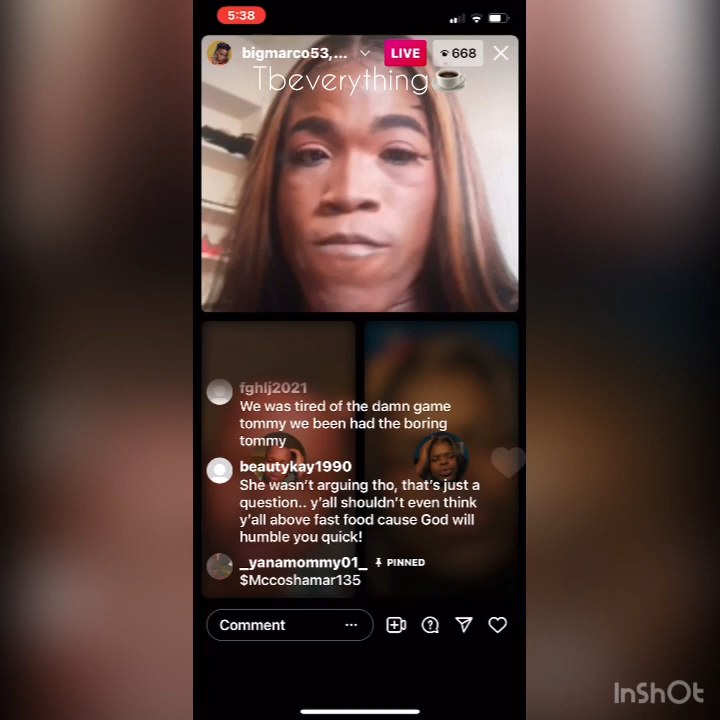 5:38
bigmarco53,...
LIVE
668
Tbeverything
fghlj2021
We was tired of the damn game
tommy we been had the boring
tommy
beautykay1990
She wasn't arguing tho, that's just a
question.. y'all shouldn't even think
y'all above fast food cause God will
humble you quick!
_yanamommy01_ PINNED
$Mccoshamar135
Comment ...
InShOt